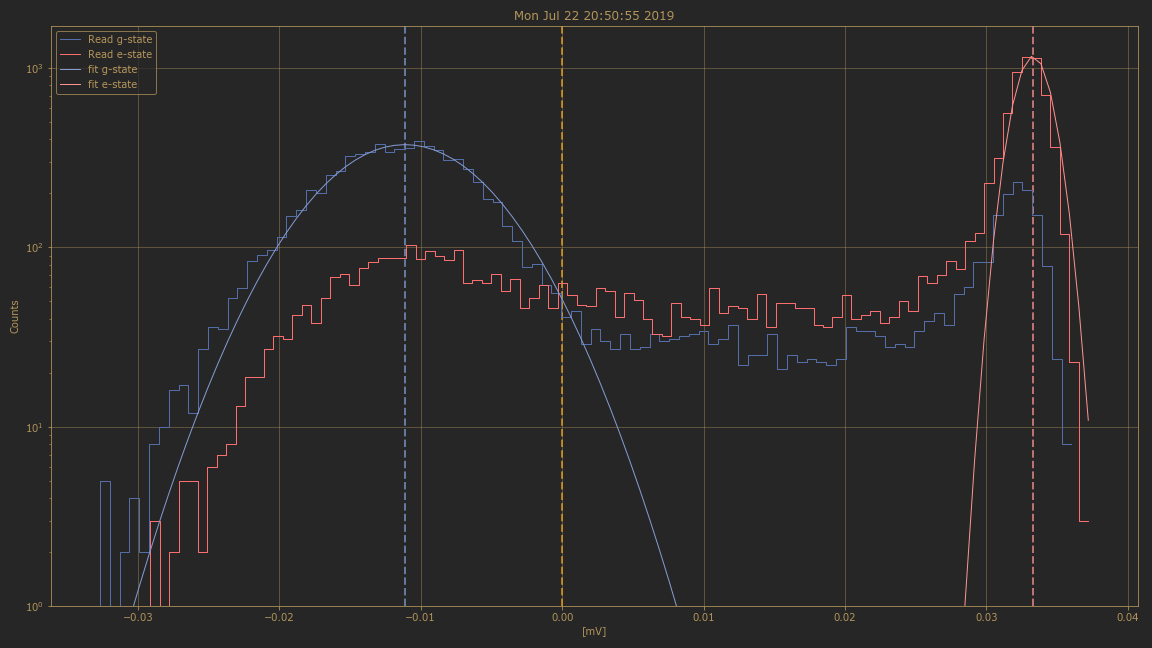 Mon Jul 22 20:50:55 2019
Read g-state
Read e-state
fit g-state
fit e-state
Counts
10³
10²
10¹
10⁰
−0.03 −0.02 −0.01 0.00 0.01 0.02 0.03 0.04
[mV]